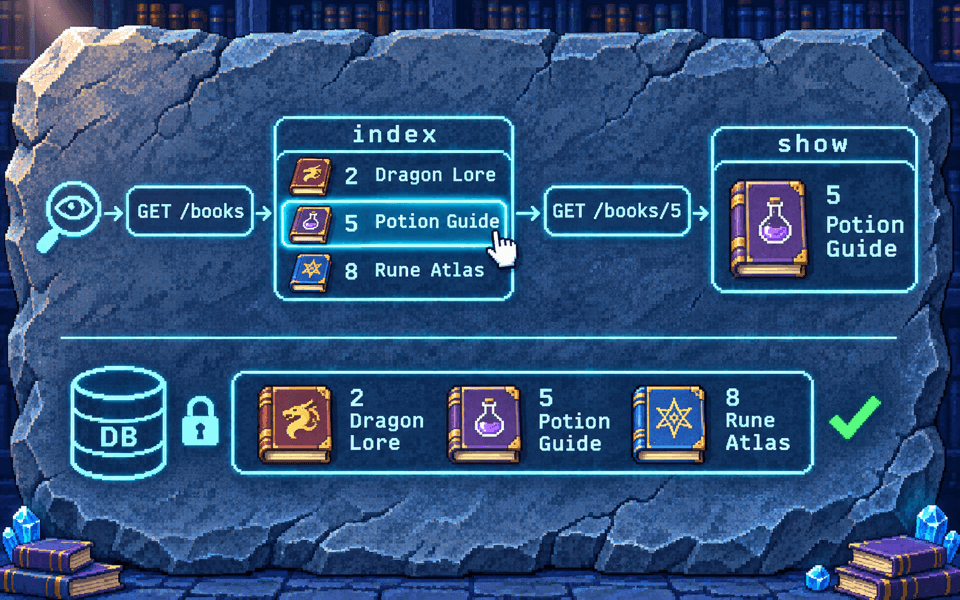 GET /books
index
2 Dragon Lore
5 Potion Guide
8 Rune Atlas
GET /books/5
show
5
Potion
Guide
DB
2
Dragon
Lore
5
Potion
Guide
8
Rune
Atlas